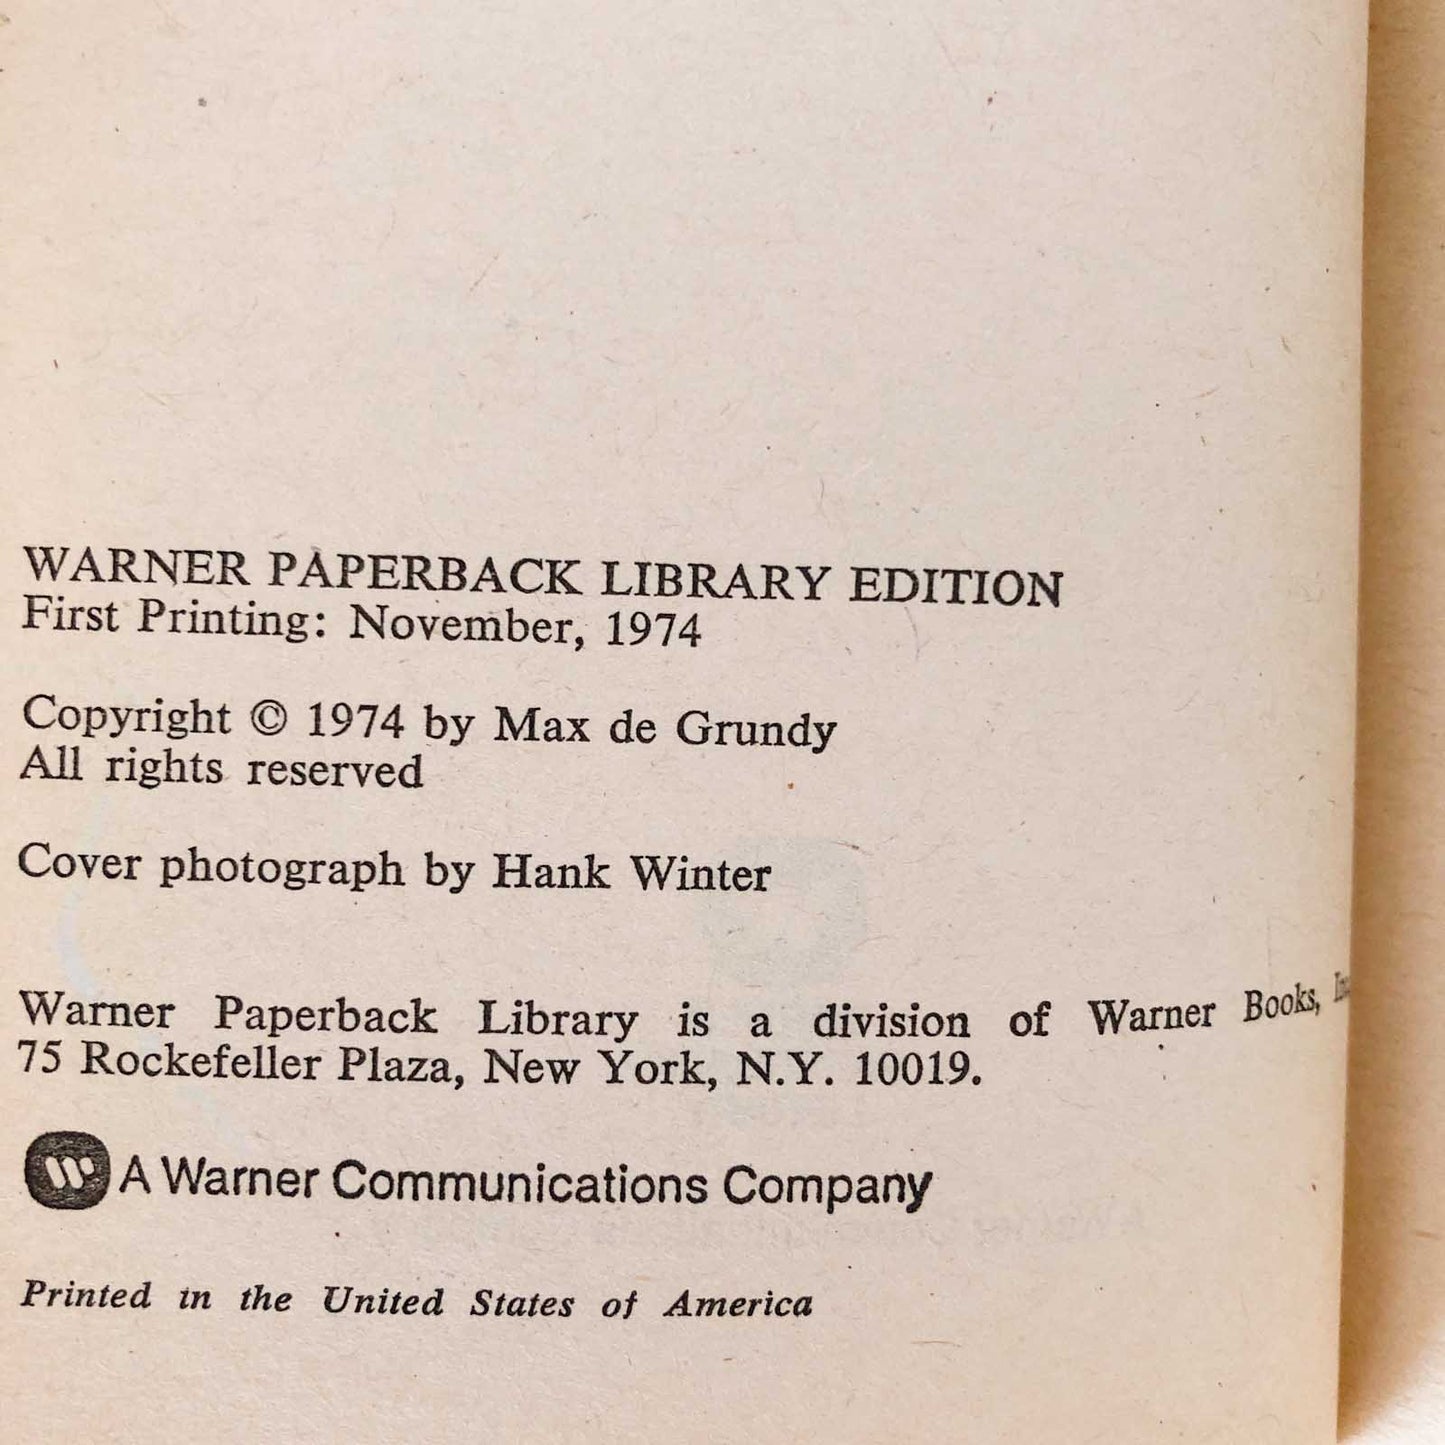 WARNER PAPERBACK LIBRARY EDITION
First Printing: November, 1974
Copyright © 1974 by Max de Grundy
All rights reserved
Cover photograph by Hank Winter
Warner Paperback Library is a division of Warner Books,
75 Rockefeller Plaza, New York, N.Y. 10019.
A Warner Communications Company
Printed in the United States of America